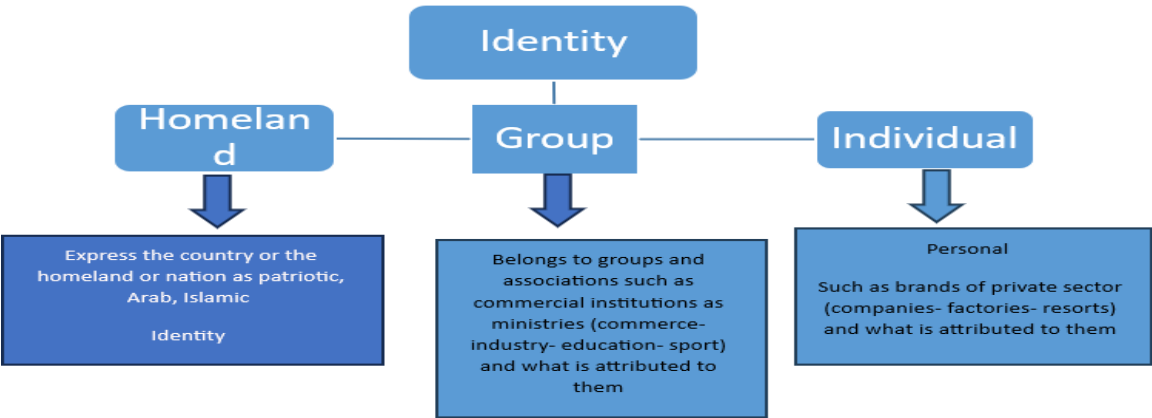 Identity
Homelan
d
Group
Individual
Express the country or the
homeland or nation as patriotic,
Arab, Islamic
Identity
Belongs to groups and
associations such as
commercial institutions as
ministries (commerce-
industry- education- sport)
and what is attributed to
them
Personal
Such as brands of private sector
(companies- factories- resorts)
and what is attributed to them